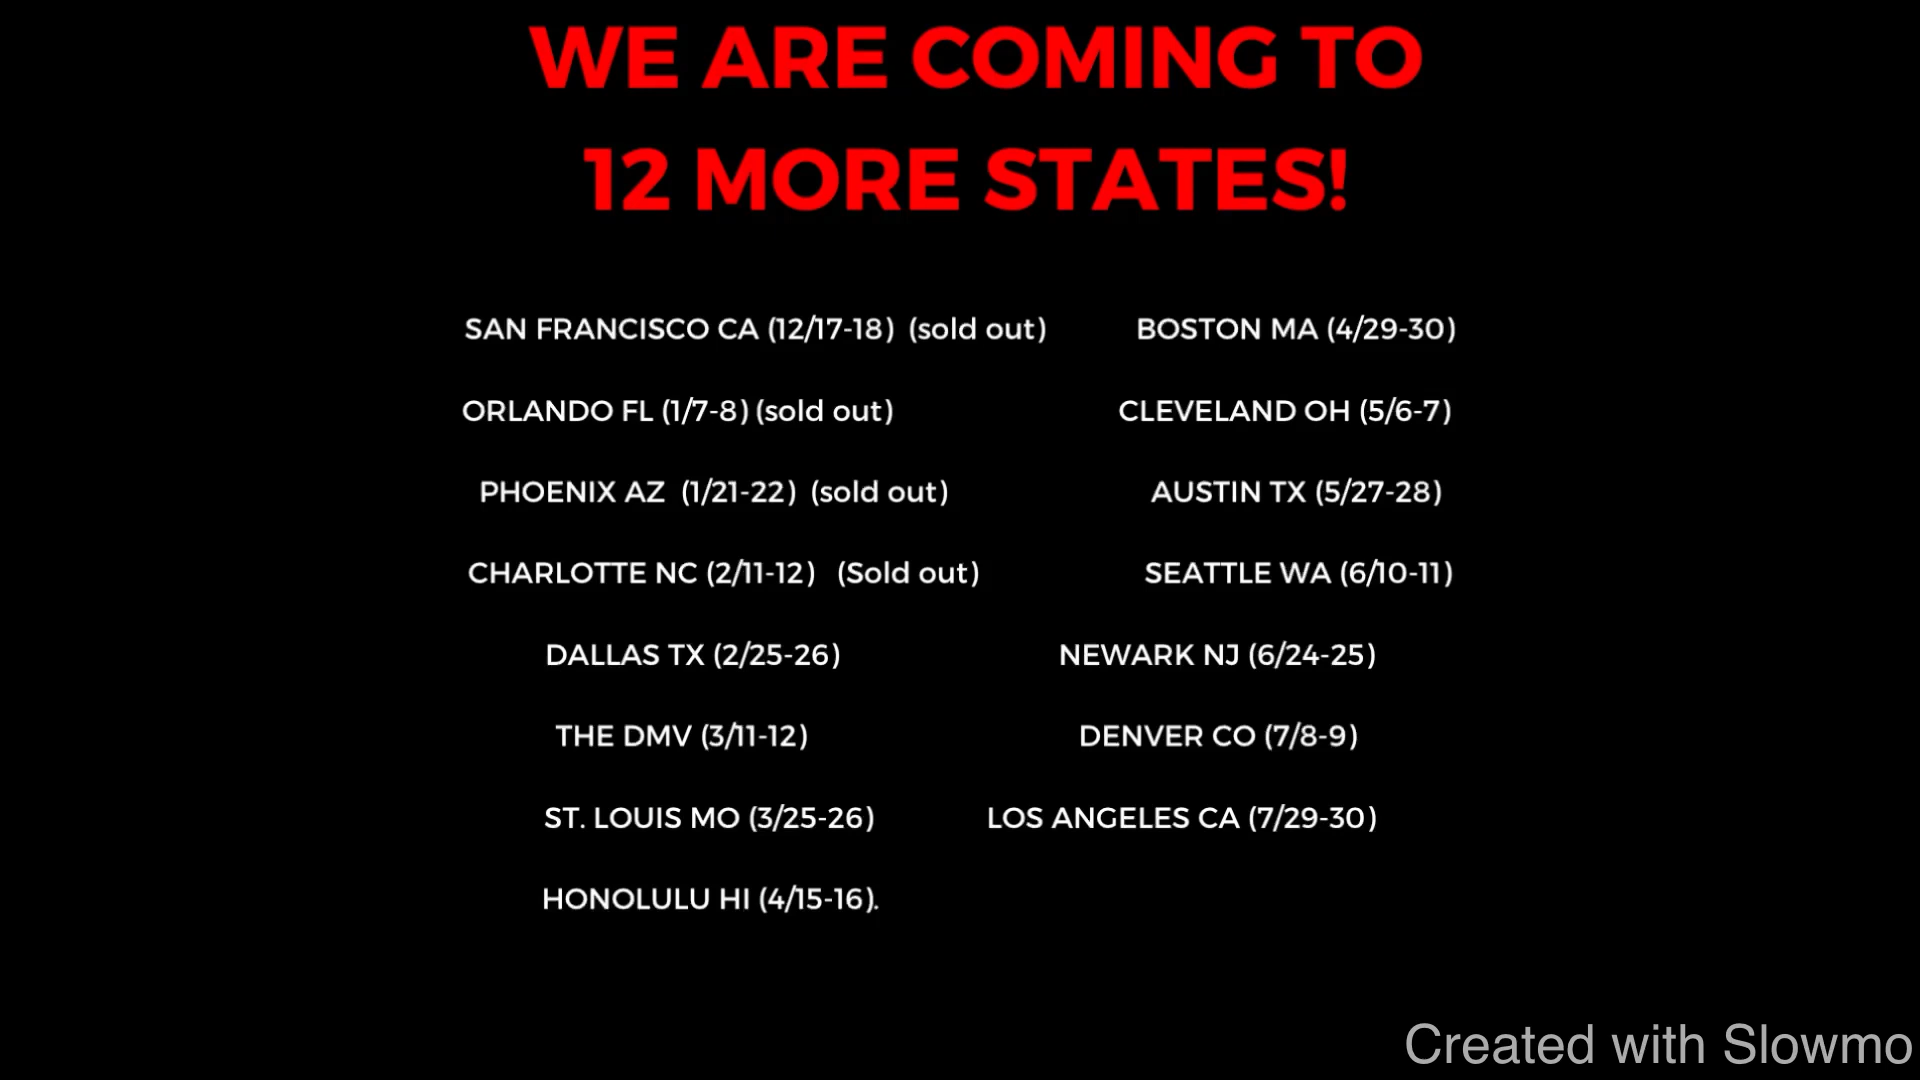 WE ARE COMING TO
12 MORE STATES!
SAN FRANCISCO CA (12/17-18) (sold out)
ORLANDO FL (1/7-8) (sold out)
PHOENIX AZ (1/21-22) (sold out)
CHARLOTTE NC (2/11-12) (Sold out)
DALLAS TX (2/25-26)
THE DMV (3/11-12)
ST. LOUIS MO (3/25-26)
HONOLULU HI (4/15-16).
BOSTON MA (4/29-30)
CLEVELAND OH (5/6-7)
AUSTIN TX (5/27-28)
SEATTLE WA (6/10-11)
NEWARK NJ (6/24-25)
DENVER CO (7/8-9)
LOS ANGELES CA (7/29-30)
Created with Slowmo